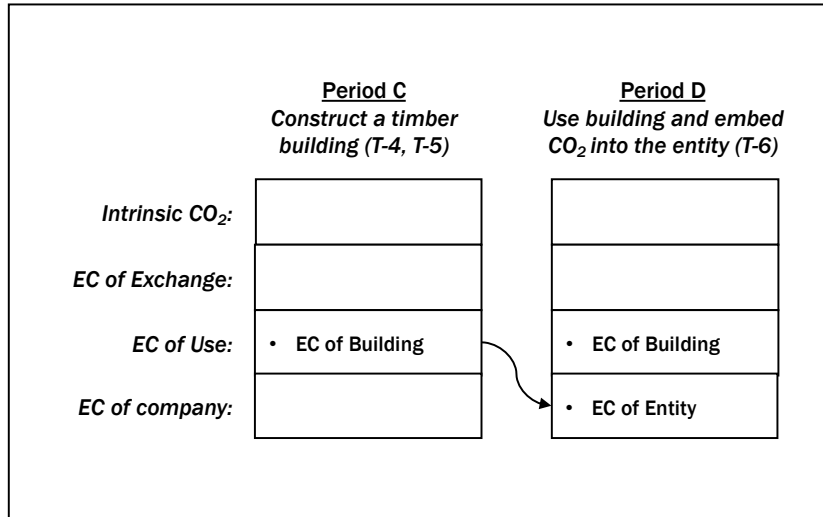 Period C
Construct a timber
building (T-4, T-5)
Period D
Use building and embed
CO₂ into the entity (T-6)
Intrinsic CO₂:
EC of Exchange:
EC of Use:
• EC of Building
• EC of Building
EC of company:
• EC of Entity